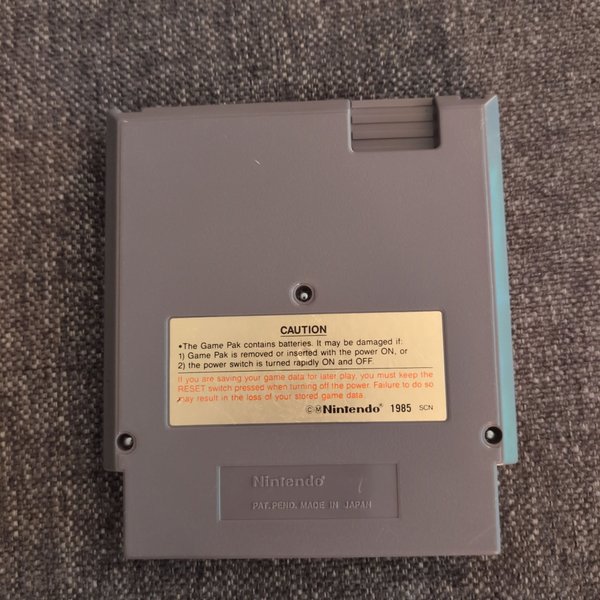 CAUTION
•The Game Pak contains batteries. It may be damaged if:
1) Game Pak is removed or inserted with the power ON, or
2) the power switch is turned rapidly ON and OFF.
If you are saving your game data for later play, you must keep the
RESET switch pressed when turning off the power. Failure to do so
may result in the loss of your stored game data.
©ⓂNintendo® 1985 SCN
Nintendo
PAT. PEND. MADE IN JAPAN